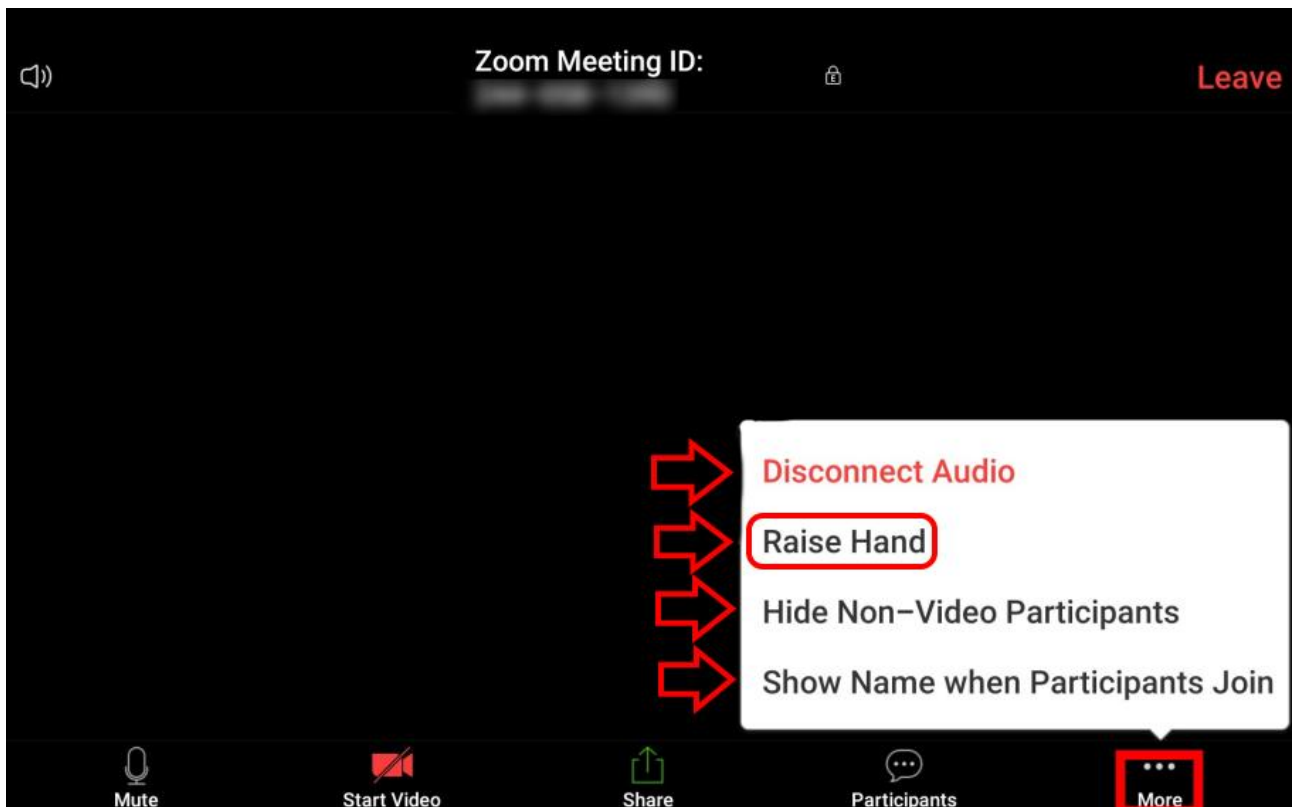 Zoom Meeting ID:
Leave
Disconnect Audio
Raise Hand
Hide Non-Video Participants
Show Name when Participants Join
Mute
Start Video
Share
Participants
More